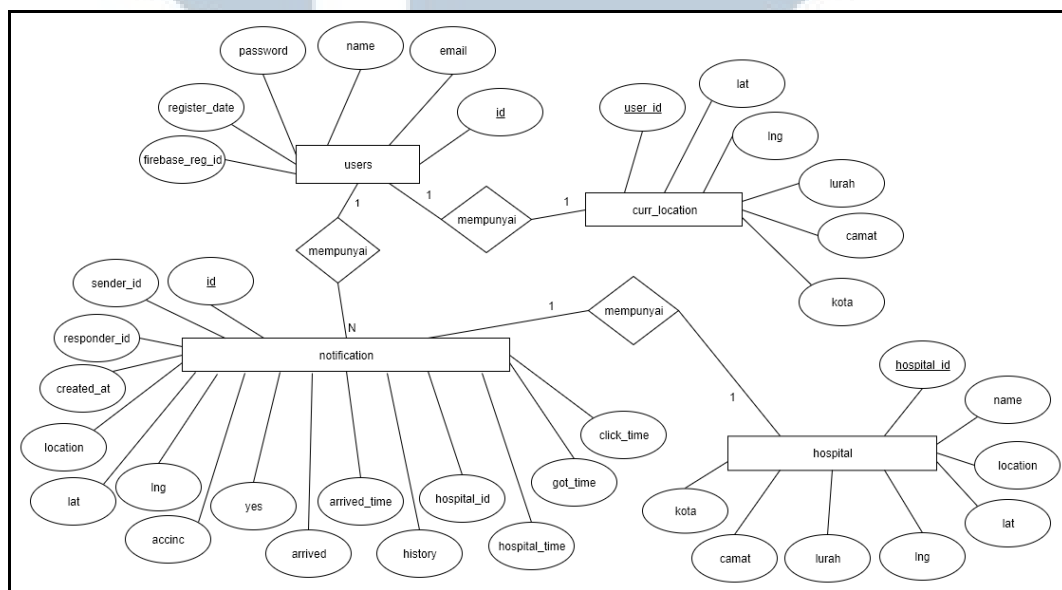 password
name
email
register_date
id
firebase_reg_id
users
user_id
lat
lng
lurah
curr_location
camat
kota
1
1
mempunyai
1
mempunyai
N
sender_id
id
responder_id
created_at
notification
location
lat
lng
accinc
yes
arrived
arrived_time
history
hospital_id
hospital_time
got_time
click_time
1
mempunyai
1
hospital_id
name
hospital
location
lat
kota
camat
lurah
lng